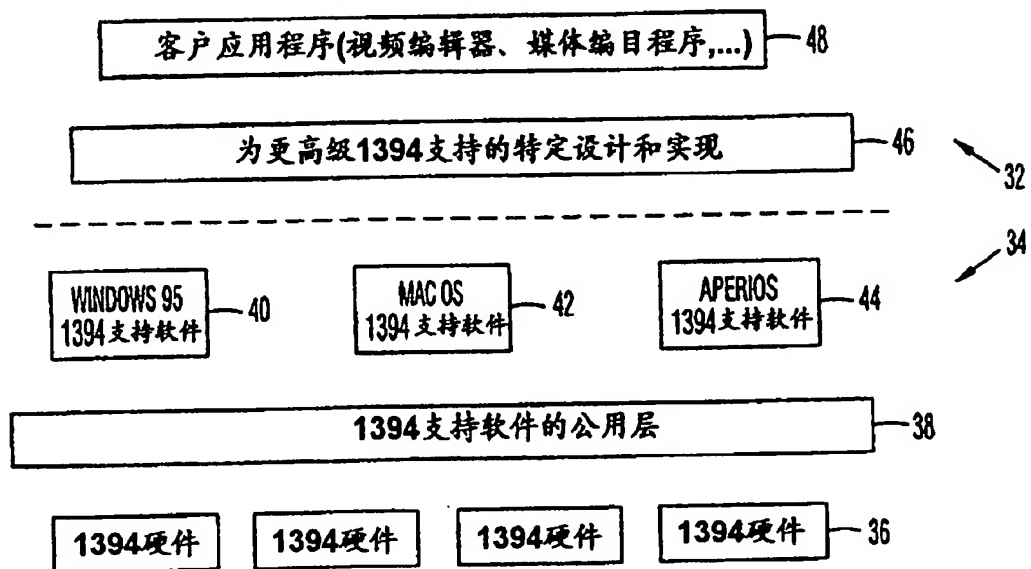 客户应用程序(视频编辑器、媒体编目程序,...)
48
为更高级1394支持的特定设计和实现
46
32
34
WINDOWS 95
1394支持软件
40
MAC OS
1394支持软件
42
APERIOS
1394支持软件
44
1394支持软件的公用层
38
1394硬件
1394硬件
1394硬件
1394硬件
36